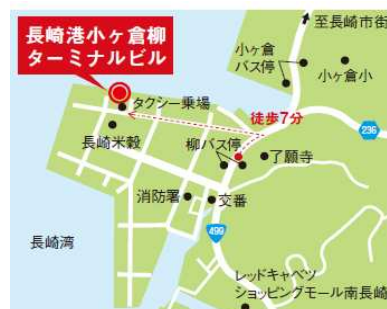 長崎港小ヶ倉柳
ターミナルビル
至長崎市街
小ヶ倉
バス停
小ヶ倉小
タクシー乗場
徒歩7分
236
長崎米穀
柳バス停
了願寺
消防署
交番
長崎湾
499
レッドキャベツ
ショッピングモール南長崎